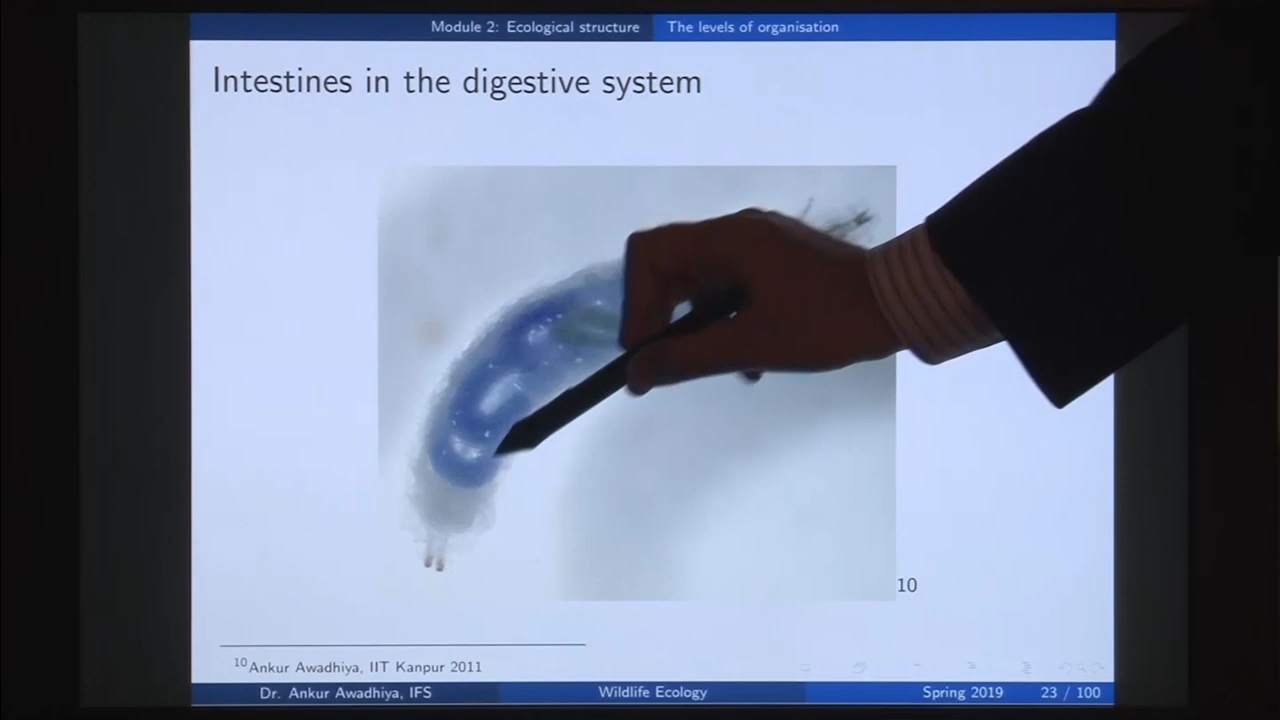 Module 2: Ecological structure The levels of organisation
Intestines in the digestive system
10
10Ankur Awadhiya, IIT Kanpur 2011
Dr. Ankur Awadhiya, IFS Wildlife Ecology Spring 2019 23 / 100